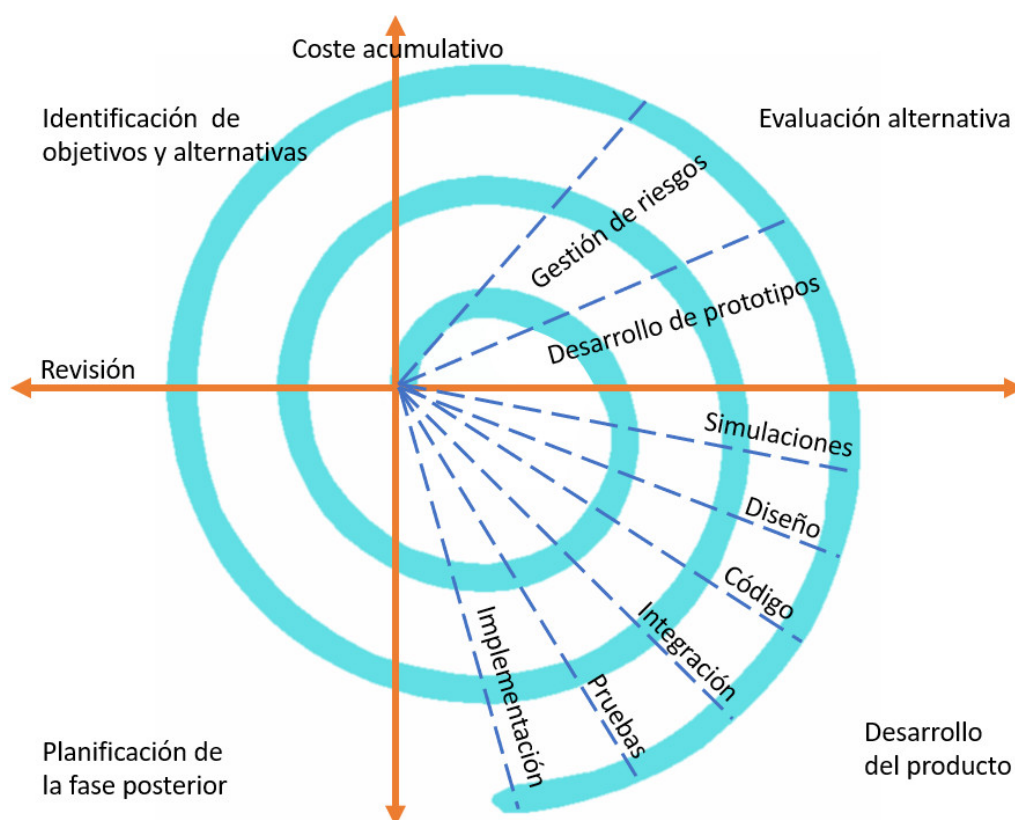 Coste acumulativo
Identificación de
objetivos y alternativas
Evaluación alternativa
Gestión de riesgos
Desarrollo de prototipos
Revisión
Simulaciones
Diseño
Código
Integración
Pruebas
Implementación
Planificación de
la fase posterior
Desarrollo
del producto